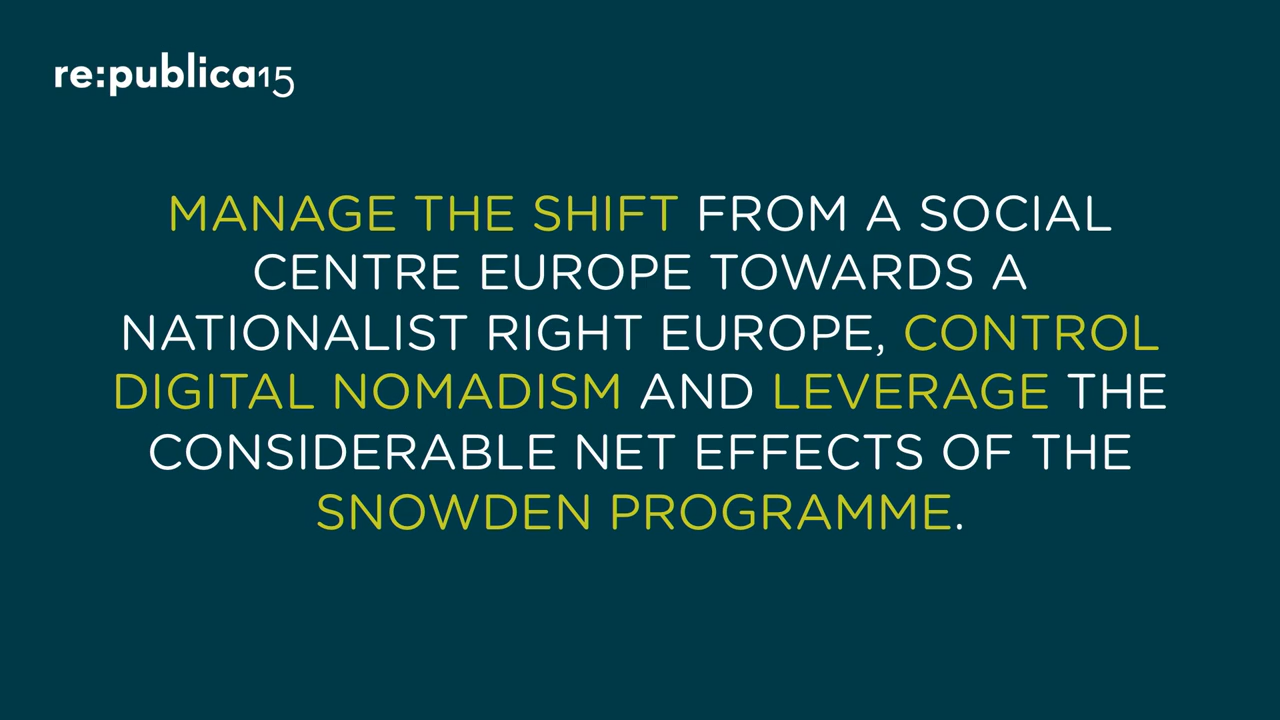 re:publica15
MANAGE THE SHIFT FROM A SOCIAL
CENTRE EUROPE TOWARDS A
NATIONALIST RIGHT EUROPE, CONTROL
DIGITAL NOMADISM AND LEVERAGE THE
CONSIDERABLE NET EFFECTS OF THE
SNOWDEN PROGRAMME.